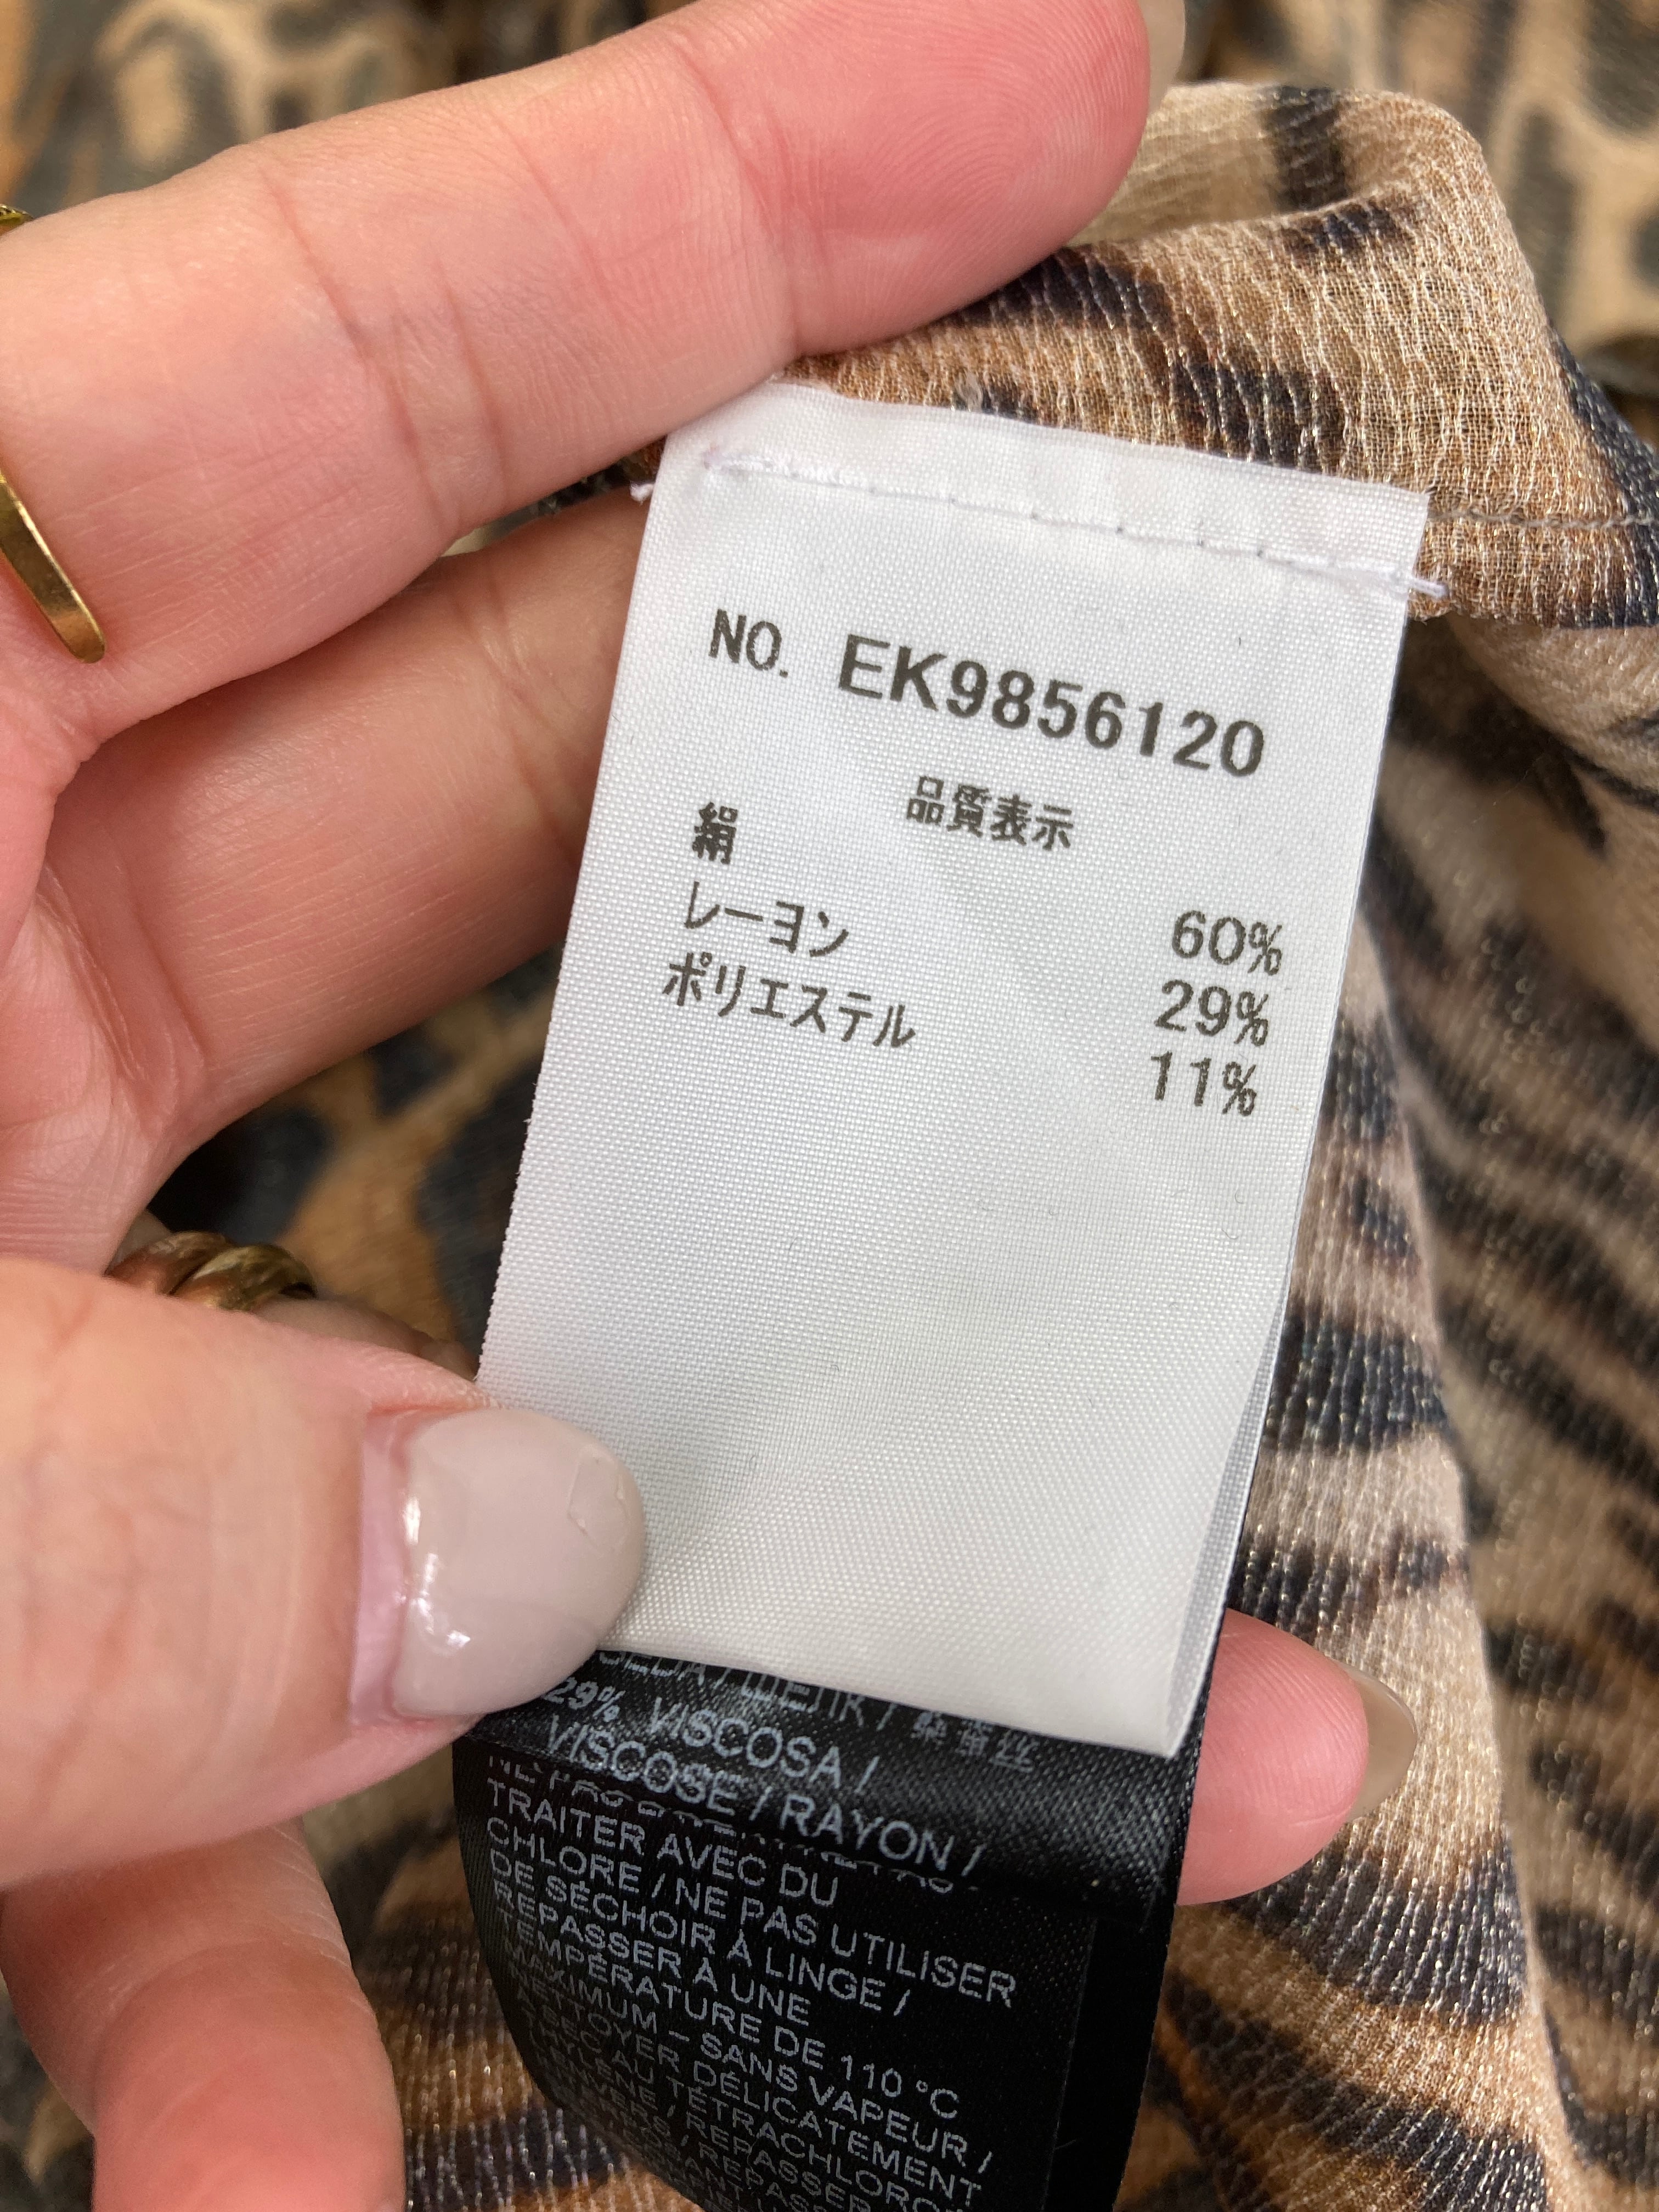 NO. EK9856120
品質表示
絹 60%
レーヨン 29%
ポリエステル 11%
29% VISCOSA /
VISCOSE / RAYON /
TRAITER AVEC DU
CHLORE / NE PAS UTILISER
DE SÉCHOIR À LINGE /
REPASSER À UNE
TEMPÉRATURE DE 110 °C
MAXIMUM – SANS VAPEUR /
NETTOYER DÉLICATEMENT
AU TÉTRACHLORO
/ REPASSER